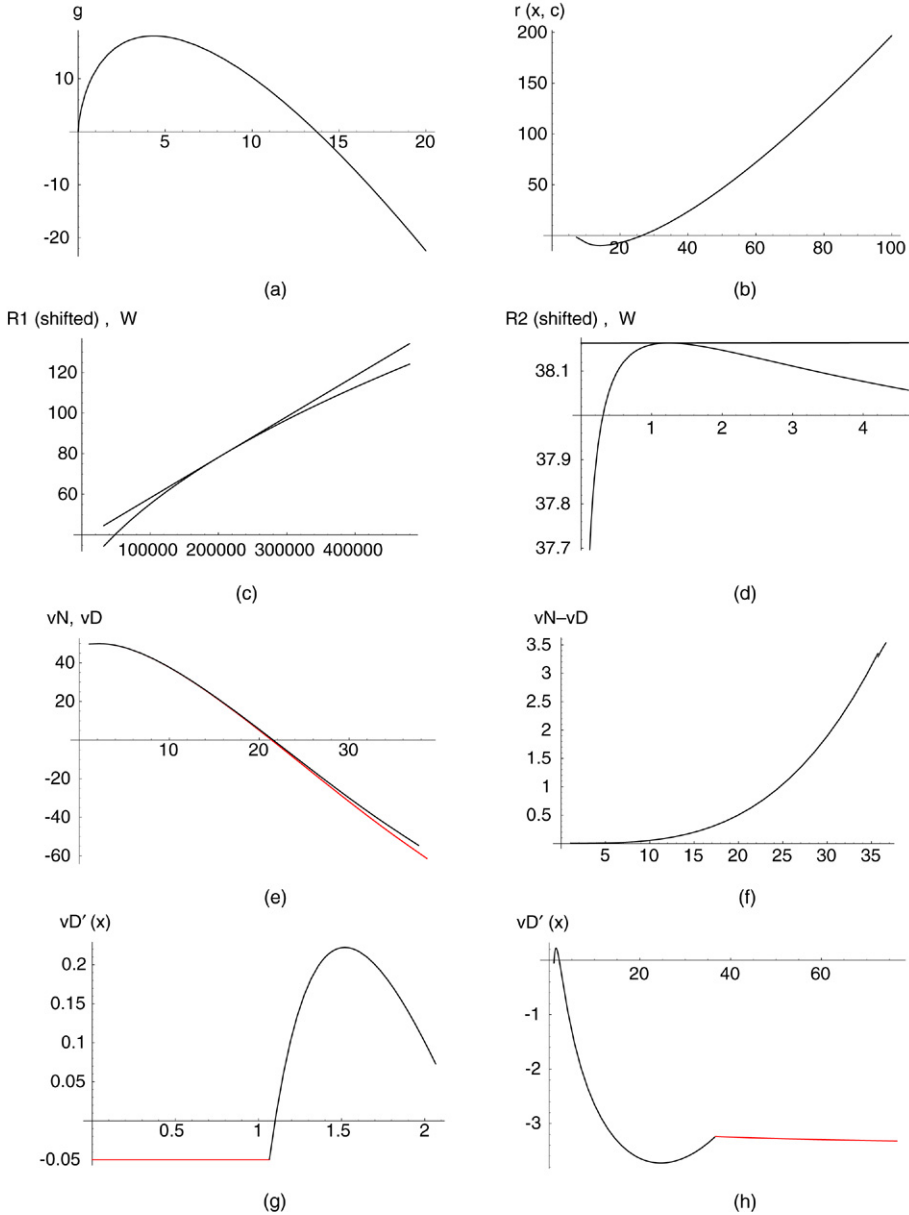 g
10
5 10 15 20
-10
-20
(a)
r (x, c)
200
150
100
50
20 40 60 80 100
(b)
R1 (shifted) , W
120
100
80
60
100000 200000 300000 400000
(c)
R2 (shifted) , W
38.1
1 2 3 4
37.9
37.8
37.7
(d)
vN, vD
40
20
10 20 30
-20
-40
-60
(e)
vN–vD
3.5
3
2.5
2
1.5
1
0.5
5 10 15 20 25 30 35
(f)
vD′ (x)
0.2
0.15
0.1
0.05
0.5 1 1.5 2
-0.05
(g)
vD′ (x)
20 40 60
-1
-2
-3
(h)